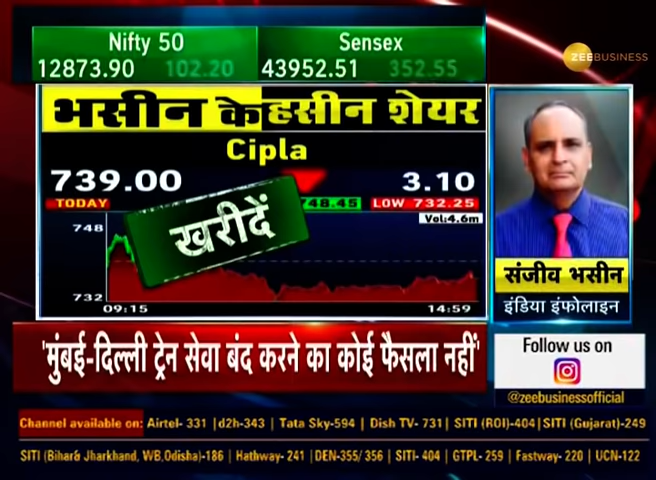 Nifty 50
Sensex
12873.90 102.20
43952.51 352.55
ZEEBUSINESS
भसीन के हसीन शेयर
Cipla
739.00
3.10
TODAY
748.45
LOW 732.25
Vol:4.6m
748
खरीदें
732
09:15
14:59
संजीव भसीन
इंडिया इंफोलाइन
'मुंबई-दिल्ली ट्रेन सेवा बंद करने का कोई फैसला नहीं'
Follow us on
@zeebusinessofficial
Channel available on: Airtel- 331 |d2h-343 | Tata Sky-594 | Dish TV- 731| SITI (ROI)-404|SITI (Gujarat)-249
SITI (Bihar& Jharkhand, WB,Odisha)-186 | Hathway- 241 |DEN-355/ 356 | SITI- 404 | GTPL- 259 | Fastway- 220 | UCN-122